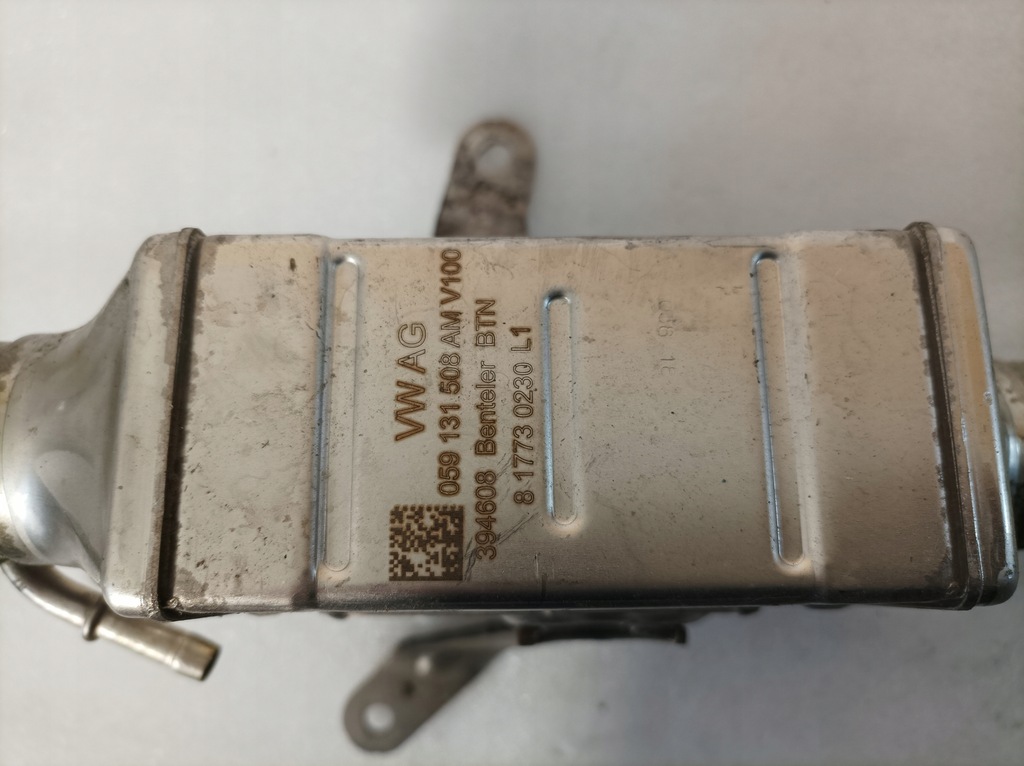 VW AG
059 131 508 AM V100
394608 Benteler BTN
8 1773 0230 L1